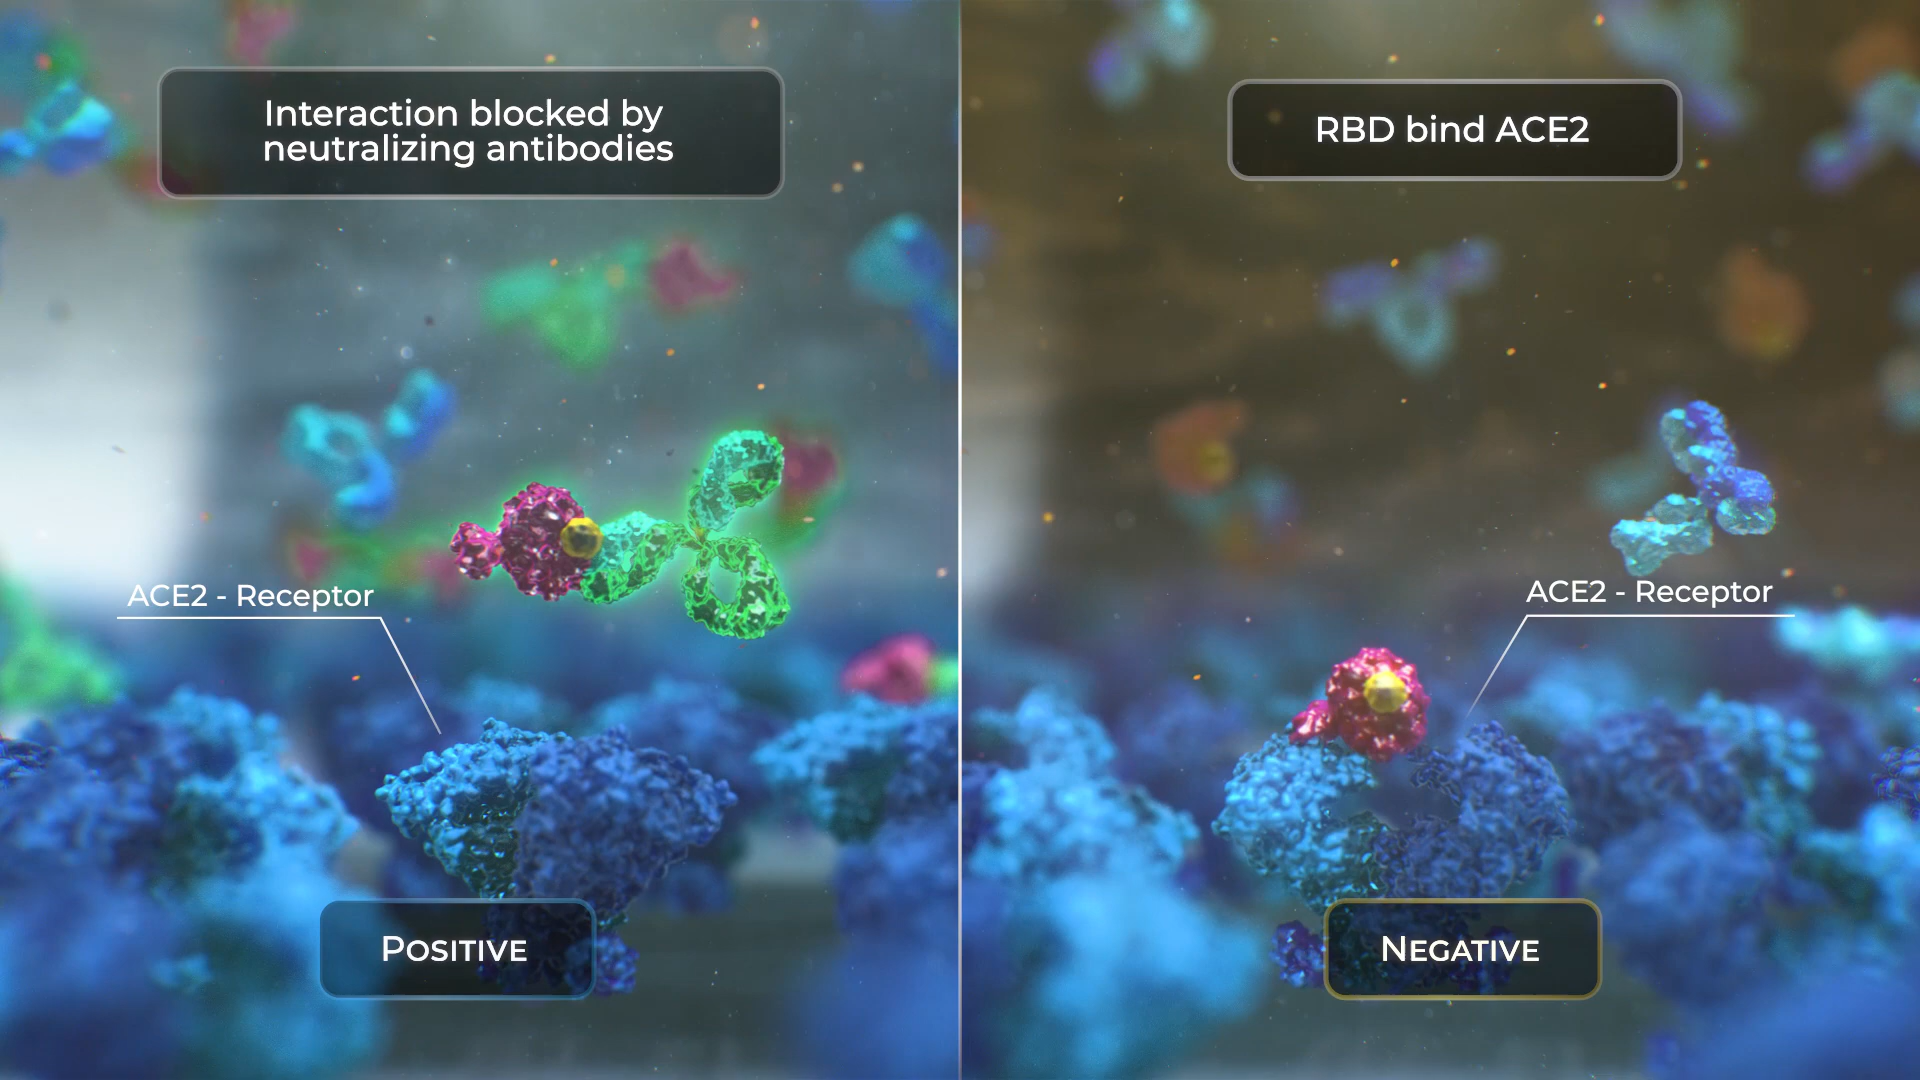 Interaction blocked by
neutralizing antibodies
ACE2 - Receptor
POSITIVE
RBD bind ACE2
ACE2 - Receptor
NEGATIVE